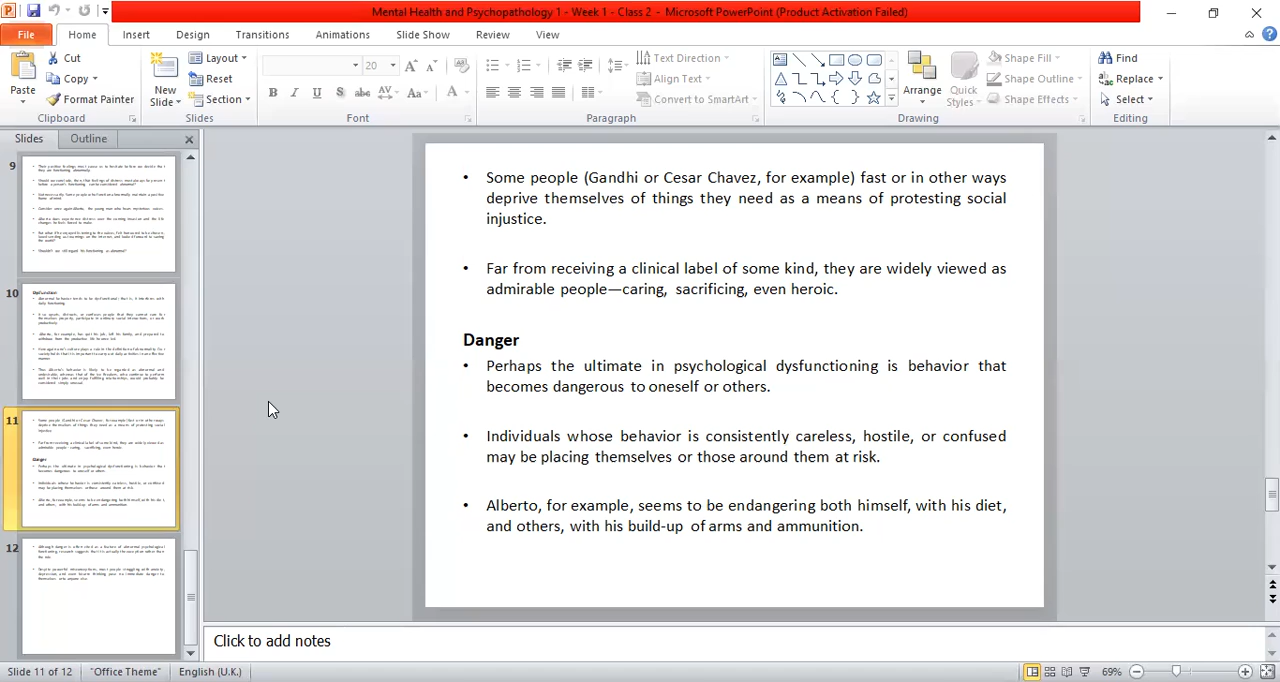 Mental Health and Psychopathology 1 - Week 1 - Class 2 - Microsoft PowerPoint (Product Activation Failed)
File Home Insert Design Transitions Animations Slide Show Review View
Paste
Cut
Copy
Format Painter
Clipboard
New
Slide
Layout
Reset
Section
Slides
20
B I U S abc AV Aa A
Font
Text Direction
Align Text
Convert to SmartArt
Paragraph
Arrange
Quick
Styles
Shape Fill
Shape Outline
Shape Effects
Drawing
Find
Replace
Select
Editing
Slides Outline
9
10
Dysfunction
11
Danger
12
• Some people (Gandhi or Cesar Chavez, for example) fast or in other ways
deprive themselves of things they need as a means of protesting social
injustice.
• Far from receiving a clinical label of some kind, they are widely viewed as
admirable people—caring, sacrificing, even heroic.
Danger
• Perhaps the ultimate in psychological dysfunctioning is behavior that
becomes dangerous to oneself or others.
• Individuals whose behavior is consistently careless, hostile, or confused
may be placing themselves or those around them at risk.
• Alberto, for example, seems to be endangering both himself, with his diet,
and others, with his build-up of arms and ammunition.
Click to add notes
Slide 11 of 12 "Office Theme" English (U.K.) 69%